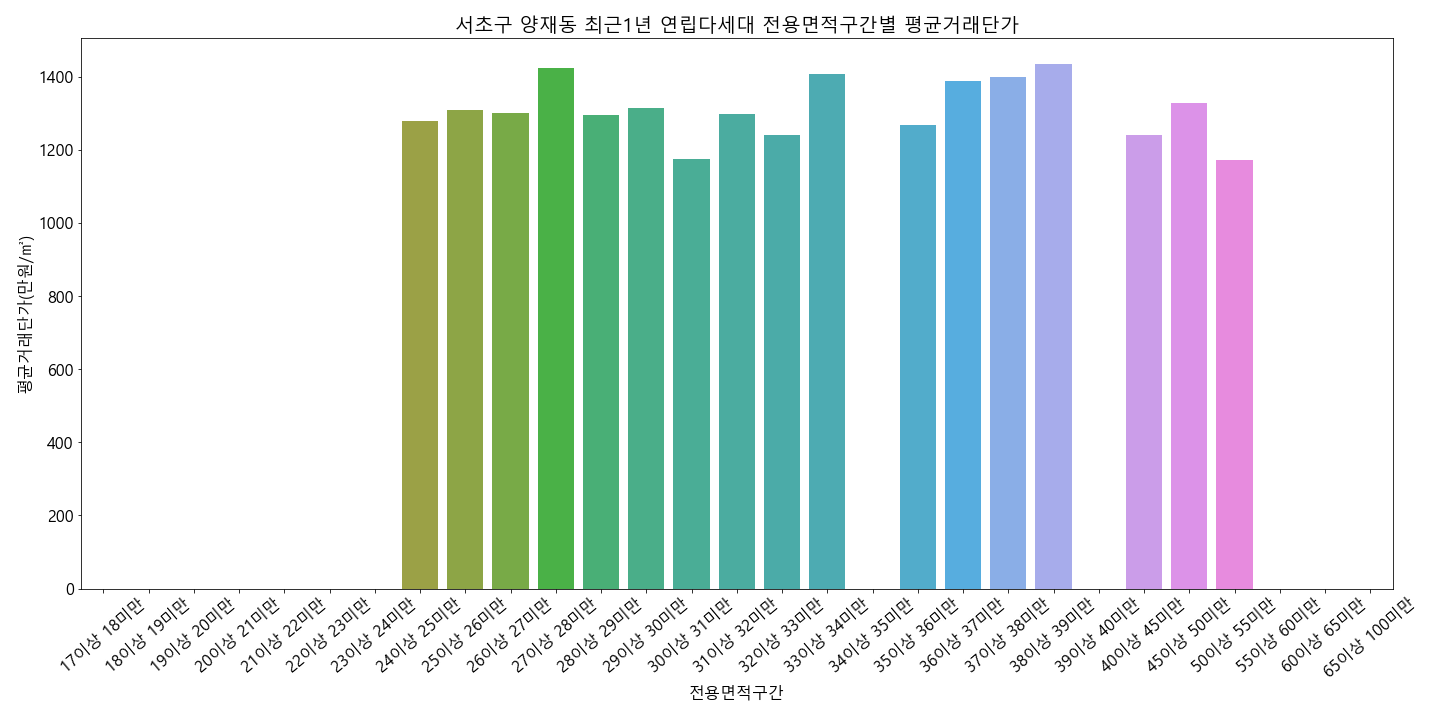 서초구 양재동 최근1년 연립다세대 전용면적구간별 평균거래단가
평균거래단가(만원/㎡)
1400
1200
1000
800
600
400
200
0
17이상 18미만
18이상 19미만
19이상 20미만
20이상 21미만
21이상 22미만
22이상 23미만
23이상 24미만
24이상 25미만
25이상 26미만
26이상 27미만
27이상 28미만
28이상 29미만
29이상 30미만
30이상 31미만
31이상 32미만
32이상 33미만
33이상 34미만
34이상 35미만
35이상 36미만
36이상 37미만
37이상 38미만
38이상 39미만
39이상 40미만
40이상 45미만
45이상 50미만
50이상 55미만
55이상 60미만
60이상 65미만
65이상 100미만
전용면적구간